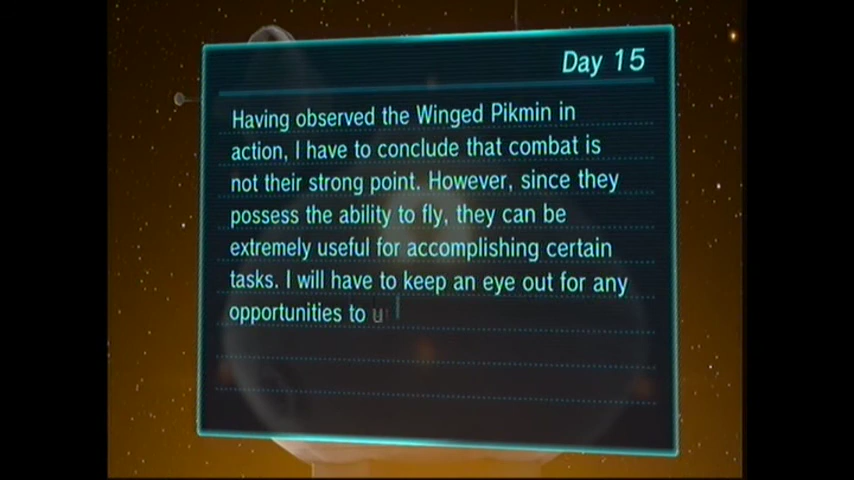 Day 15
Having observed the Winged Pikmin in
action, I have to conclude that combat is
not their strong point. However, since they
possess the ability to fly, they can be
extremely useful for accomplishing certain
tasks. I will have to keep an eye out for any
opportunities to u